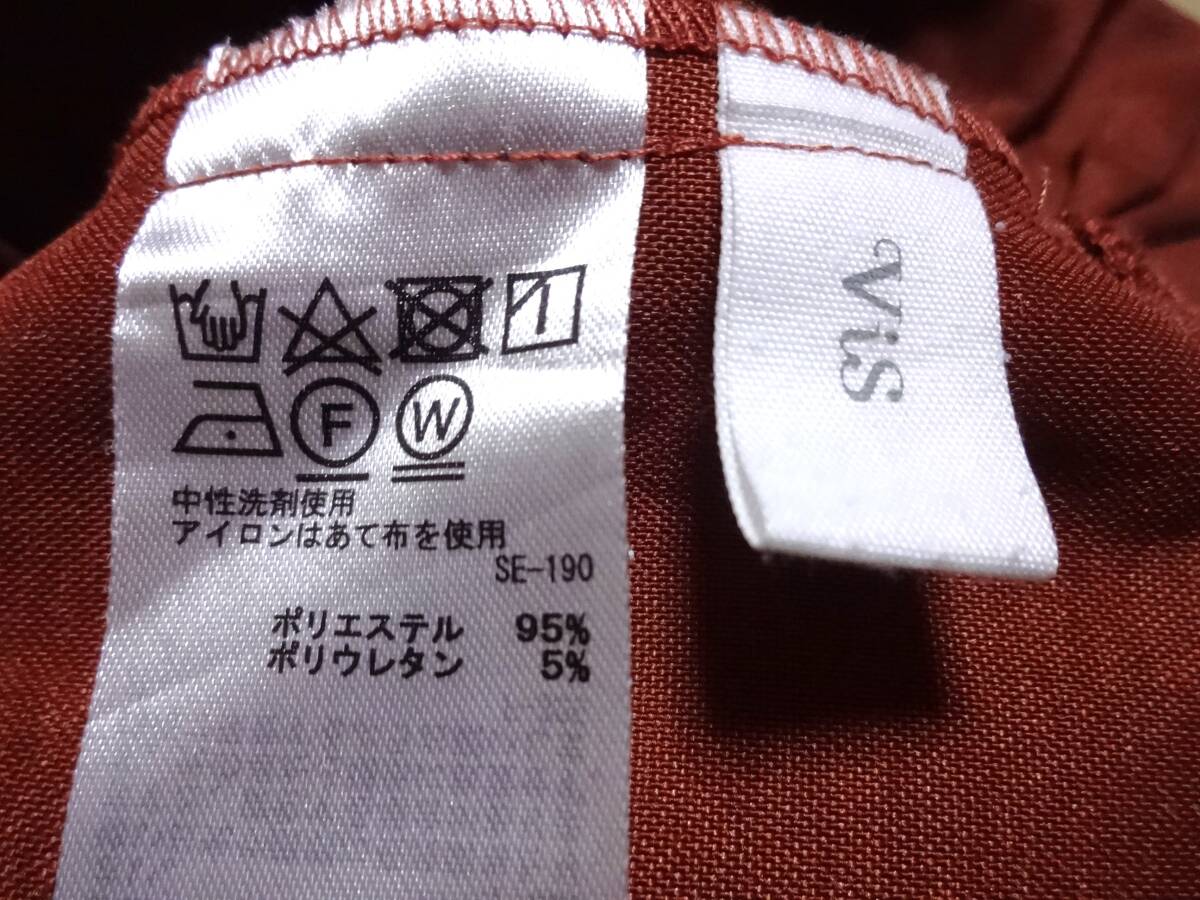 F W
中性洗剤使用
アイロンはあて布を使用
SE-190
ポリエステル 95%
ポリウレタン 5%
ViS